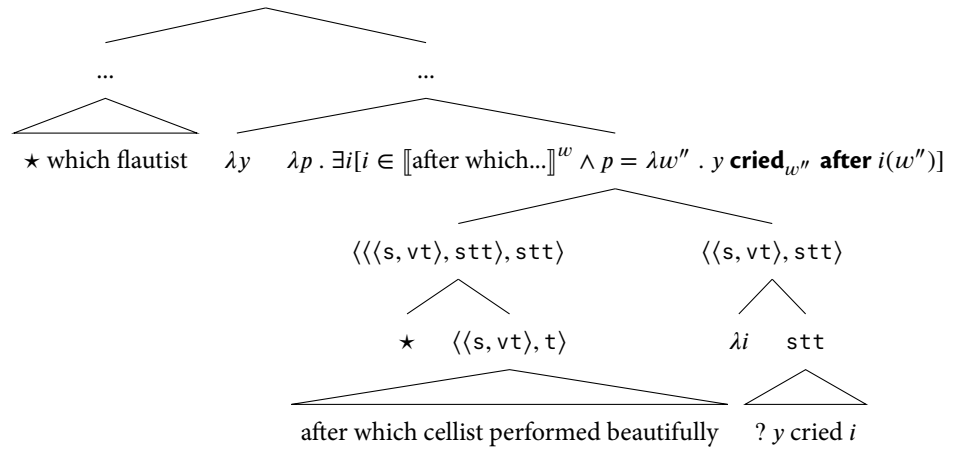 ... ...
⋆ which flautist λy λp . ∃i[i ∈ ⟦after which...⟧ʷ ∧ p = λw″ . y cried_w″ after i(w″)]
⟨⟨⟨s, vt⟩, stt⟩, stt⟩ ⟨⟨s, vt⟩, stt⟩
⋆ ⟨⟨s, vt⟩, t⟩ λi stt
after which cellist performed beautifully ? y cried i